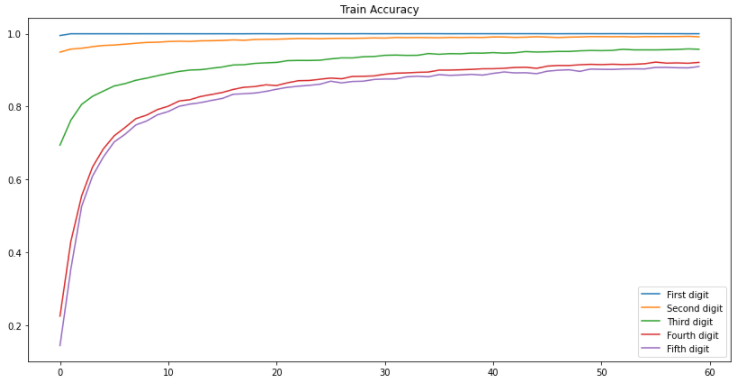 Train Accuracy
1.0
0.8
0.6
0.4
0.2
0 10 20 30 40 50 60
First digit
Second digit
Third digit
Fourth digit
Fifth digit